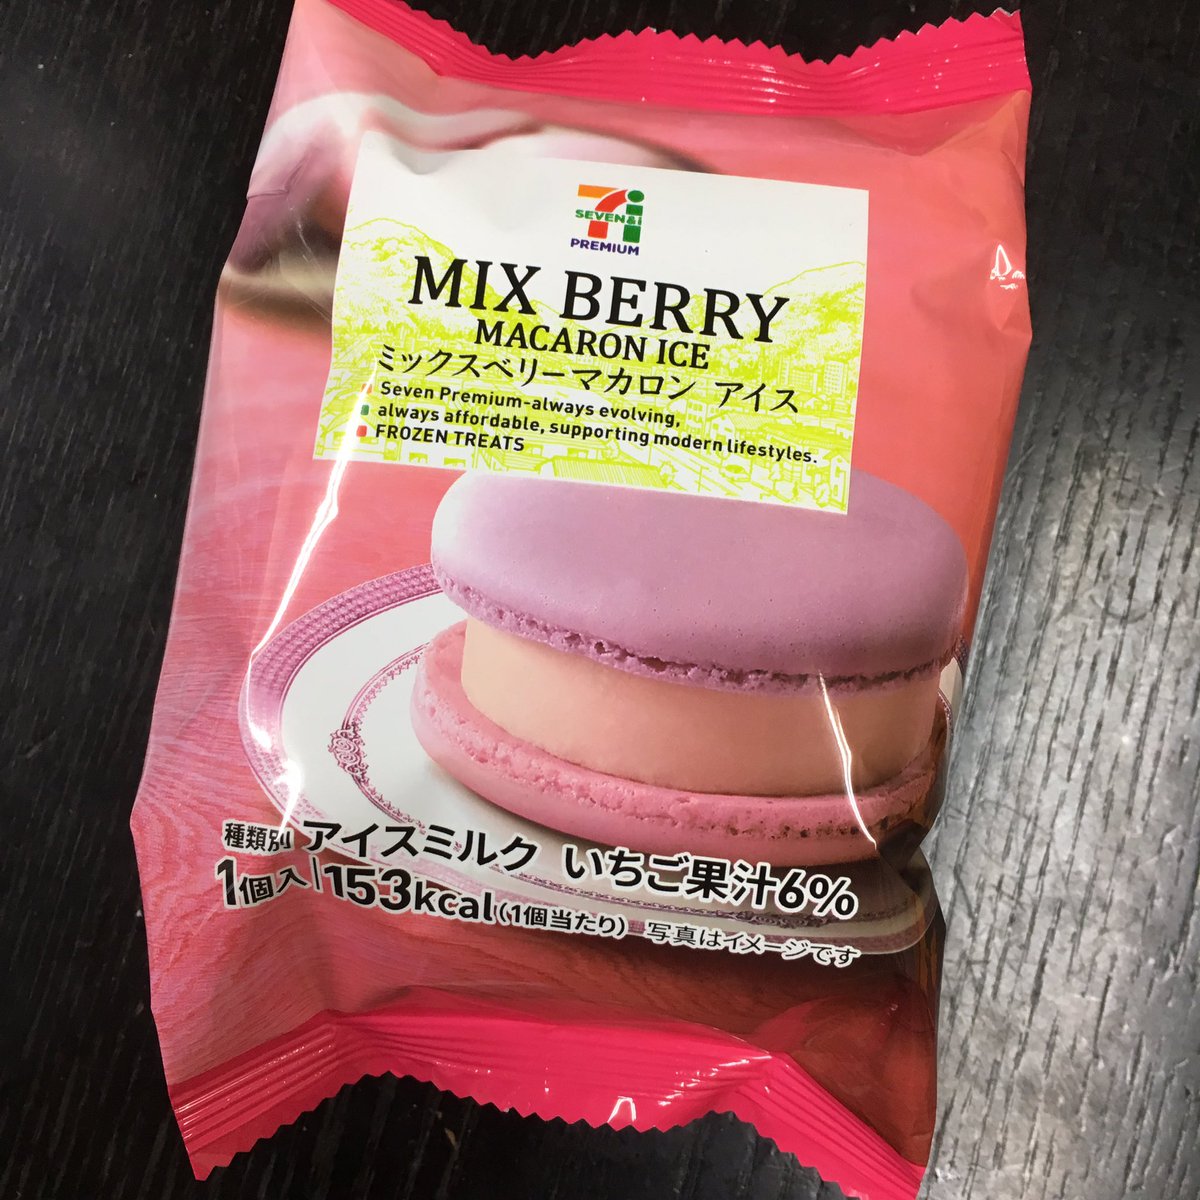 SEVEN&i
PREMIUM
MIX BERRY
MACARON ICE
ミックスベリーマカロン アイス
Seven Premium-always evolving,
always affordable, supporting modern lifestyles.
FROZEN TREATS
種類別 アイスミルク いちご果汁6%
1個入 153kcal(1個当たり) 写真はイメージです